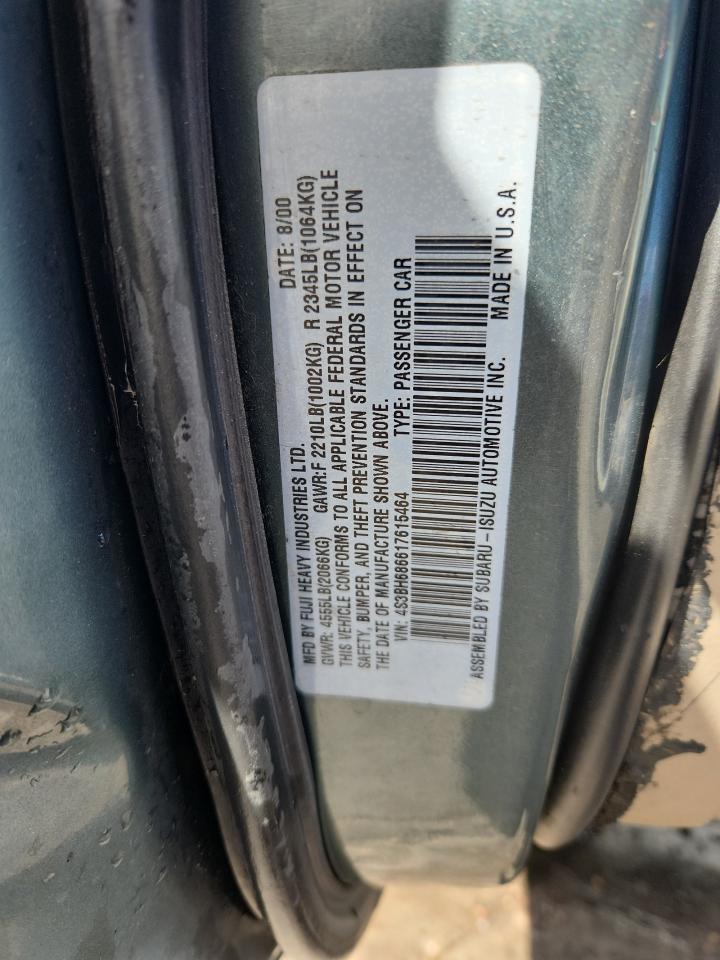 MFD BY FUJI HEAVY INDUSTRIES LTD. DATE: 8/00
GVWR: 4555LB(2066KG) GAWR:F 2210LB(1002KG) R 2345LB(1064KG)
THIS VEHICLE CONFORMS TO ALL APPLICABLE FEDERAL MOTOR VEHICLE
SAFETY, BUMPER, AND THEFT PREVENTION STANDARDS IN EFFECT ON
THE DATE OF MANUFACTURE SHOWN ABOVE.
VIN: 4S3BH686617615464 TYPE: PASSENGER CAR
ASSEMBLED BY SUBARU-ISUZU AUTOMOTIVE INC. MADE IN U.S.A.